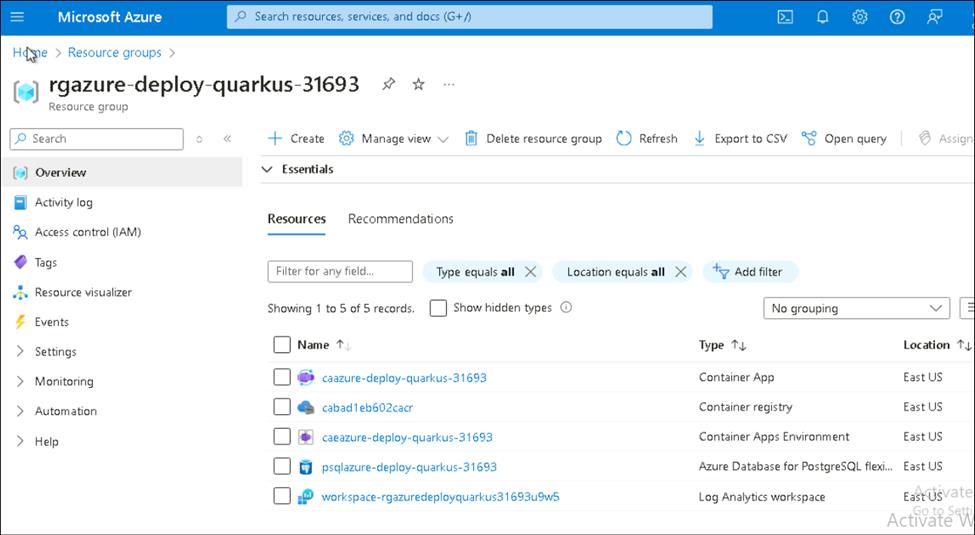 Microsoft Azure
Search resources, services, and docs (G+/)
Home > Resource groups >
rgazure-deploy-quarkus-31693
Resource group
Search
Create Manage view Delete resource group Refresh Export to CSV Open query Assign
Essentials
Overview
Activity log
Access control (IAM)
Tags
Resource visualizer
Events
Settings
Monitoring
Automation
Help
Resources Recommendations
Filter for any field... Type equals all Location equals all Add filter
Showing 1 to 5 of 5 records. Show hidden types No grouping
Name Type Location
caazure-deploy-quarkus-31693 Container App East US
cabad1eb602cacr Container registry East US
caeazure-deploy-quarkus-31693 Container Apps Environment East US
psqlazure-deploy-quarkus-31693 Azure Database for PostgreSQL flexi... East US
workspace-rgazuredeployquarkus31693u9w5 Log Analytics workspace East US
Activate
Go to Sett
Activate W